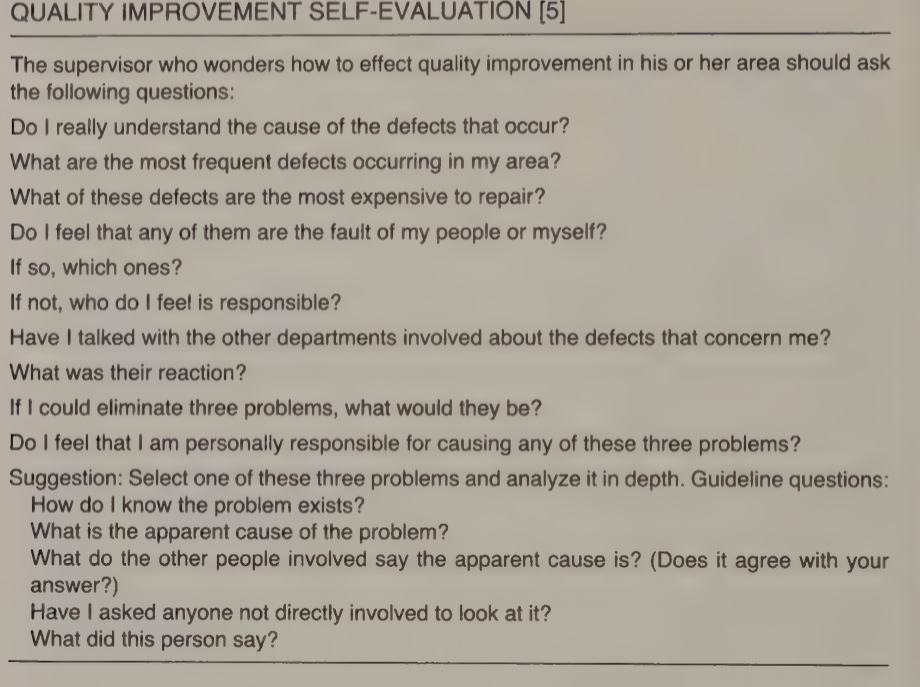 QUALITY IMPROVEMENT SELF-EVALUATION [5]
The supervisor who wonders how to effect quality improvement in his or her area should ask
the following questions:
Do I really understand the cause of the defects that occur?
What are the most frequent defects occurring in my area?
What of these defects are the most expensive to repair?
Do I feel that any of them are the fault of my people or myself?
If so, which ones?
If not, who do I feel is responsible?
Have I talked with the other departments involved about the defects that concern me?
What was their reaction?
If I could eliminate three problems, what would they be?
Do I feel that I am personally responsible for causing any of these three problems?
Suggestion: Select one of these three problems and analyze it in depth. Guideline questions:
How do I know the problem exists?
What is the apparent cause of the problem?
What do the other people involved say the apparent cause is? (Does it agree with your
answer?)
Have I asked anyone not directly involved to look at it?
What did this person say?